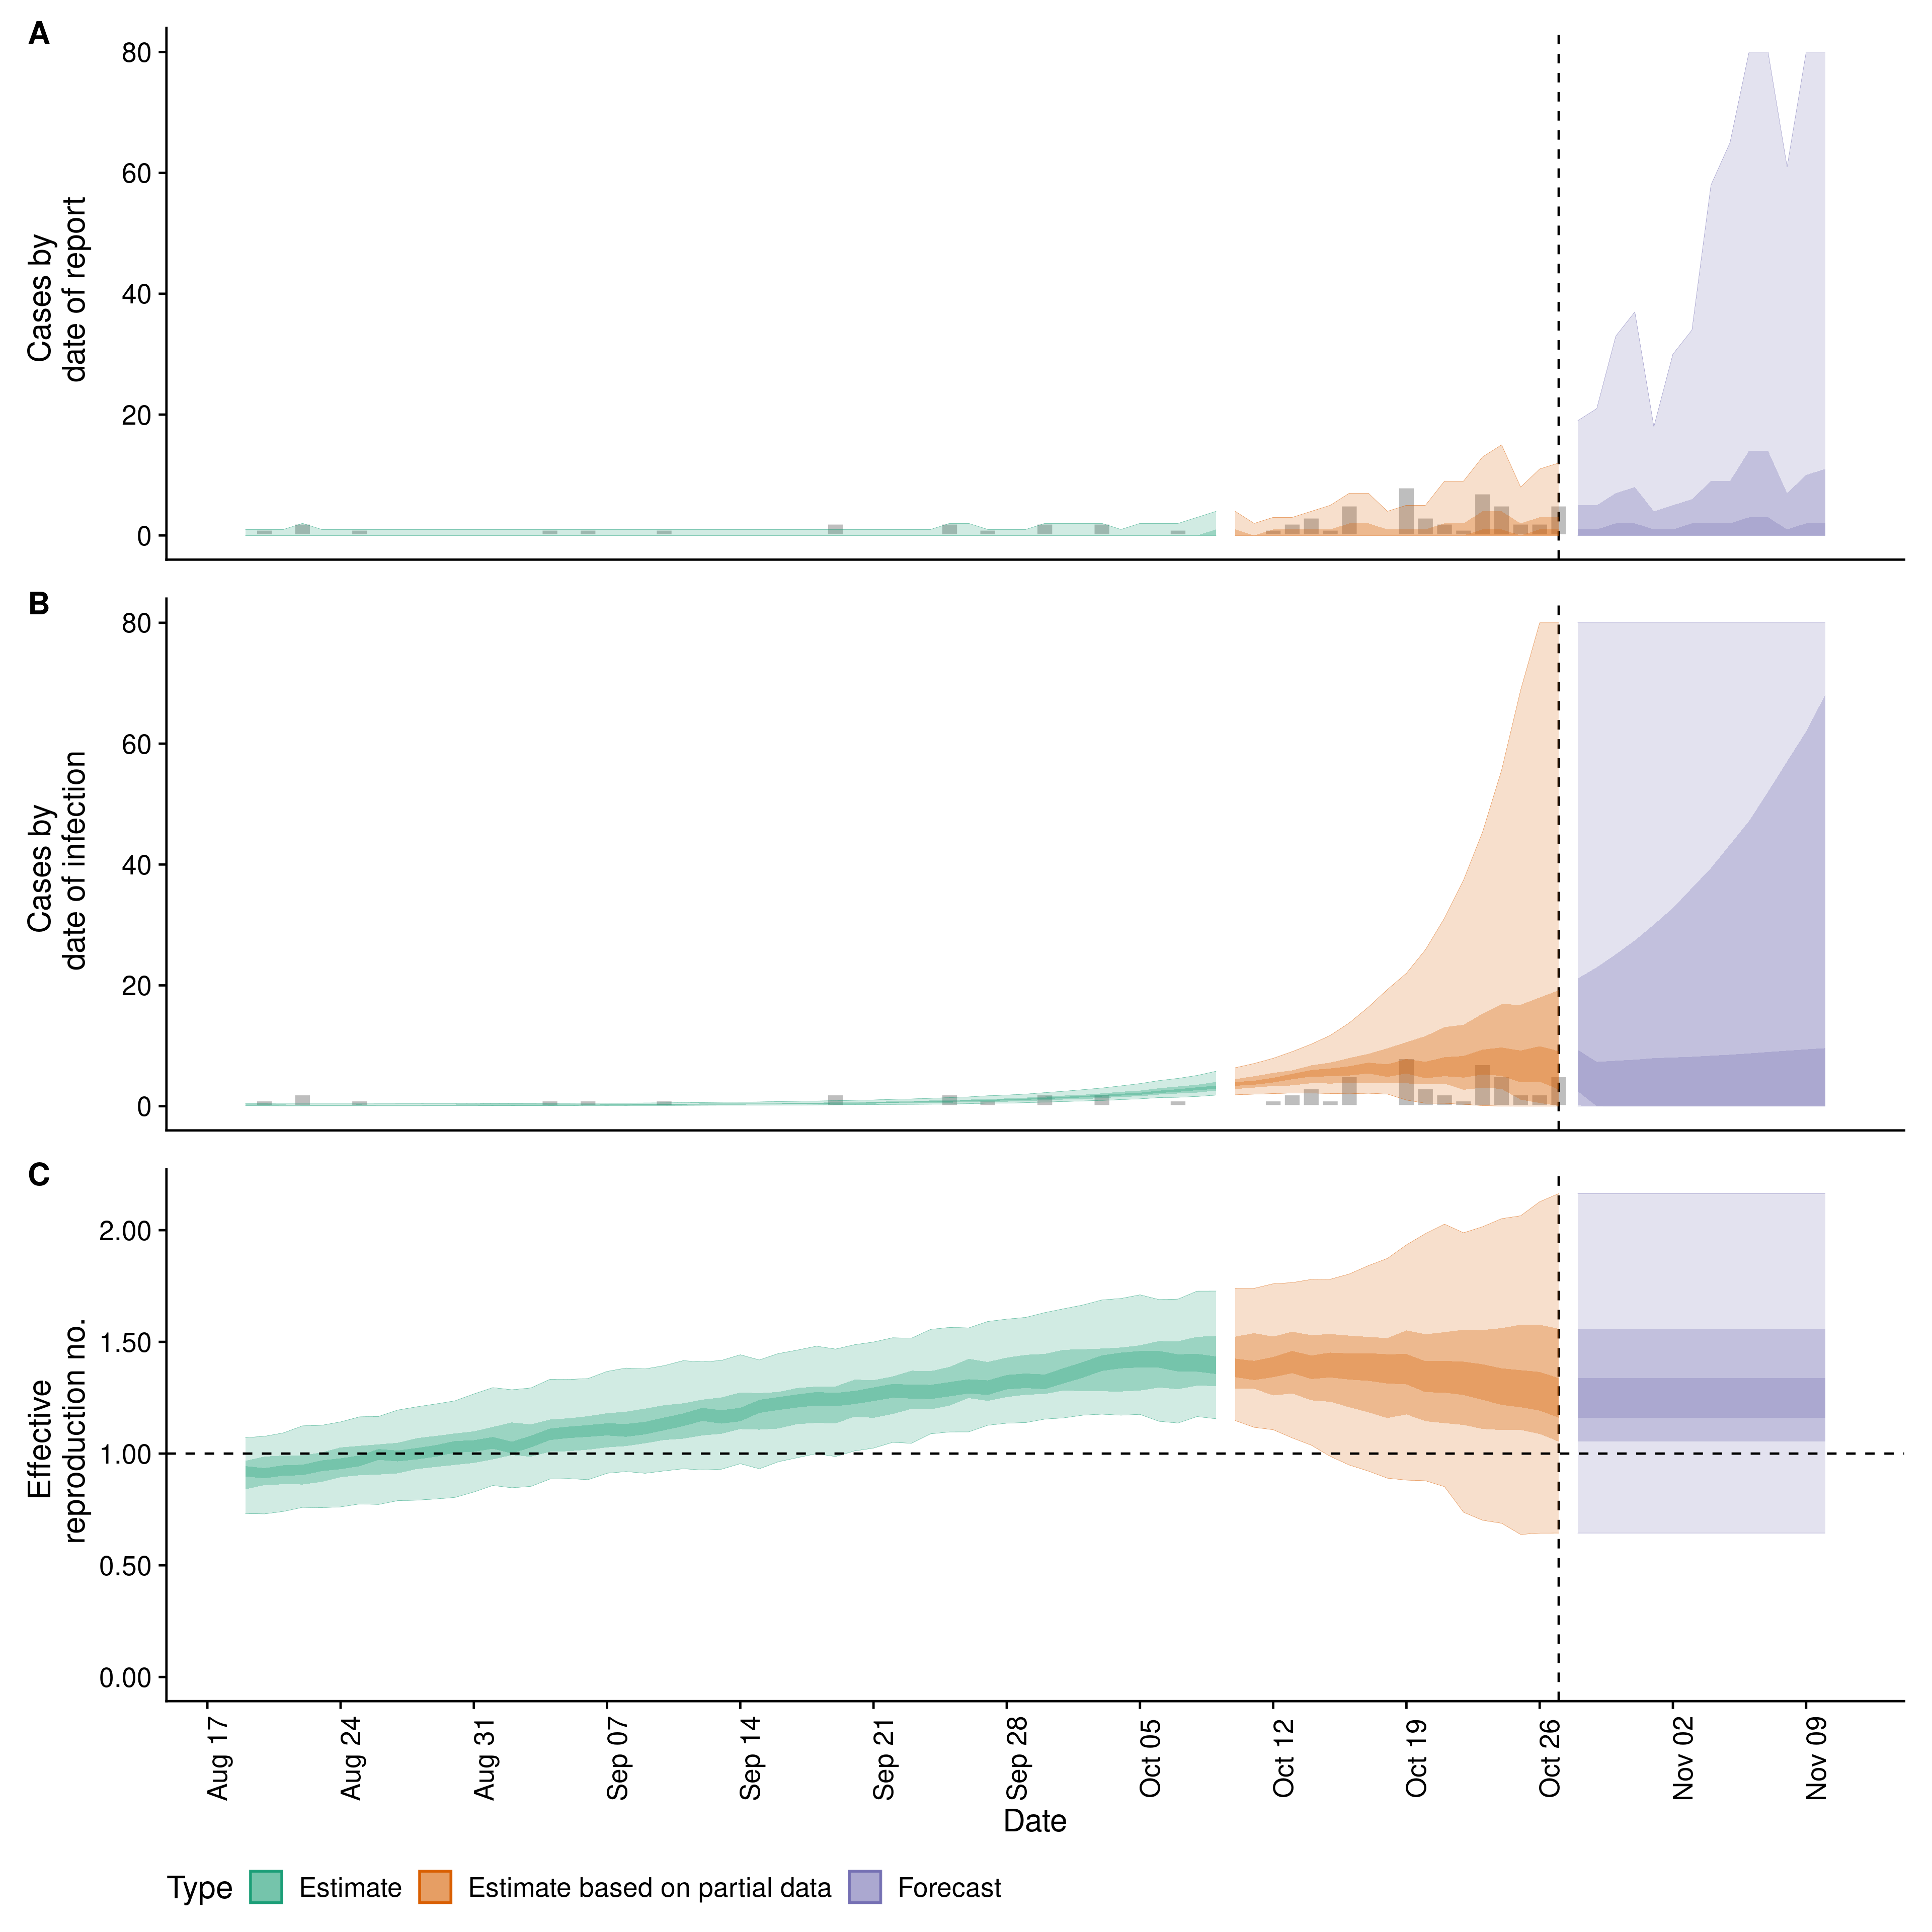 A
80
60
40
20
0
Cases by
date of report
B
80
60
40
20
0
Cases by
date of infection
C
2.00
1.50
1.00
0.50
0.00
Effective
reproduction no.
Aug 17
Aug 24
Aug 31
Sep 07
Sep 14
Sep 21
Sep 28
Oct 05
Oct 12
Oct 19
Oct 26
Nov 02
Nov 09
Date
Type Estimate Estimate based on partial data Forecast